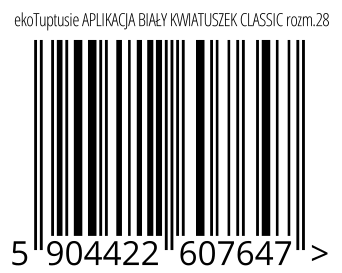 ekoTuptusie APLIKACJA BIAŁY KWIATUSZEK CLASSIC rozm.28
5 904422 607647 >